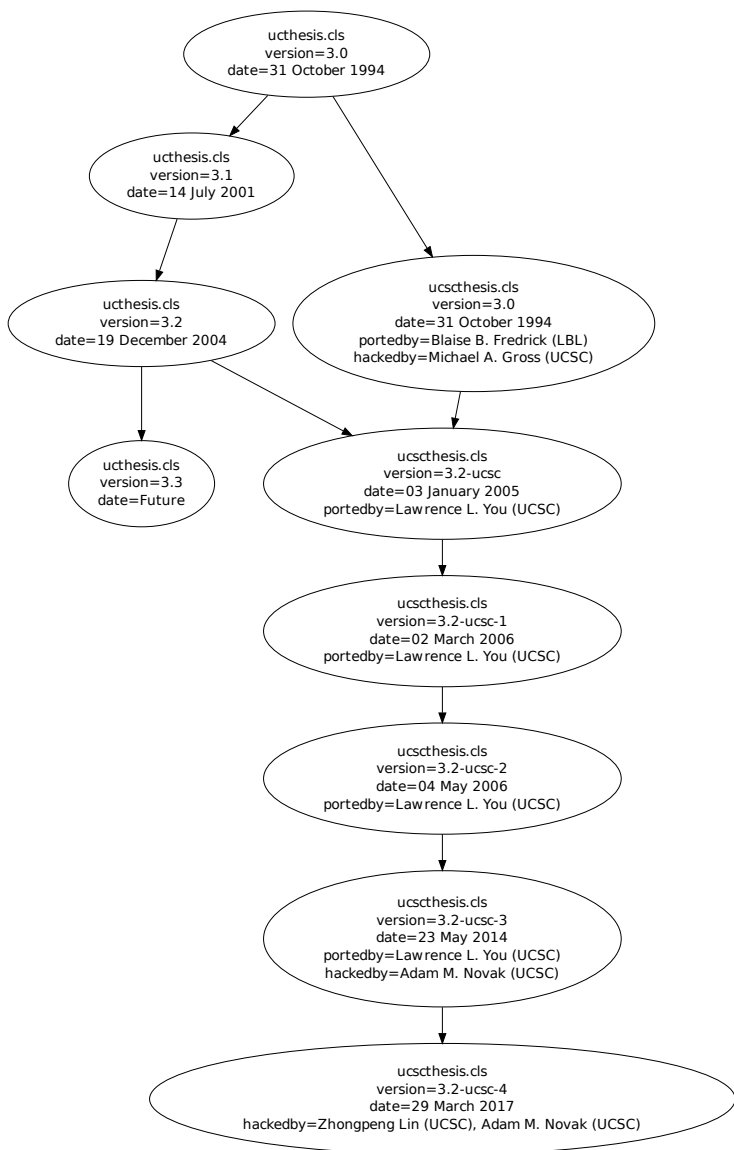 ucthesis.cls
version=3.0
date=31 October 1994
ucthesis.cls
version=3.1
date=14 July 2001
ucthesis.cls
version=3.2
date=19 December 2004
ucscthesis.cls
version=3.0
date=31 October 1994
portedby=Blaise B. Fredrick (LBL)
hackedby=Michael A. Gross (UCSC)
ucthesis.cls
version=3.3
date=Future
ucscthesis.cls
version=3.2-ucsc
date=03 January 2005
portedby=Lawrence L. You (UCSC)
ucscthesis.cls
version=3.2-ucsc-1
date=02 March 2006
portedby=Lawrence L. You (UCSC)
ucscthesis.cls
version=3.2-ucsc-2
date=04 May 2006
portedby=Lawrence L. You (UCSC)
ucscthesis.cls
version=3.2-ucsc-3
date=23 May 2014
portedby=Lawrence L. You (UCSC)
hackedby=Adam M. Novak (UCSC)
ucscthesis.cls
version=3.2-ucsc-4
date=29 March 2017
hackedby=Zhongpeng Lin (UCSC), Adam M. Novak (UCSC)